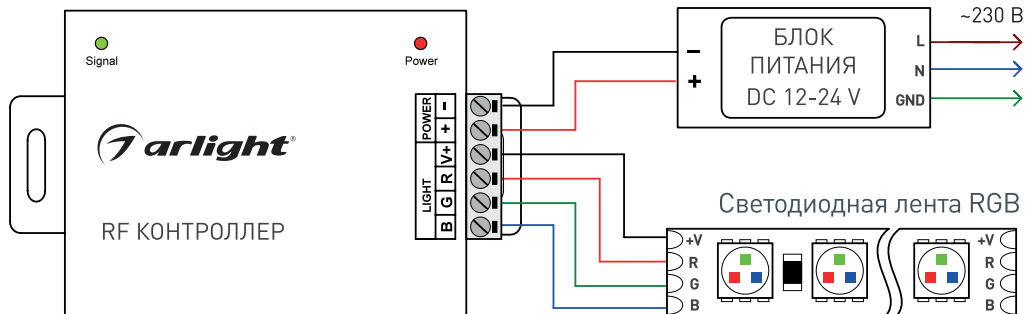 Signal
Power
arlight®
RF КОНТРОЛЛЕР
POWER
- +
LIGHT
V+ R G B
-
+
БЛОК
ПИТАНИЯ
DC 12-24 V
~230 В
L
N
GND
Светодиодная лента RGB
+V
R
G
B
+V
R
G
B